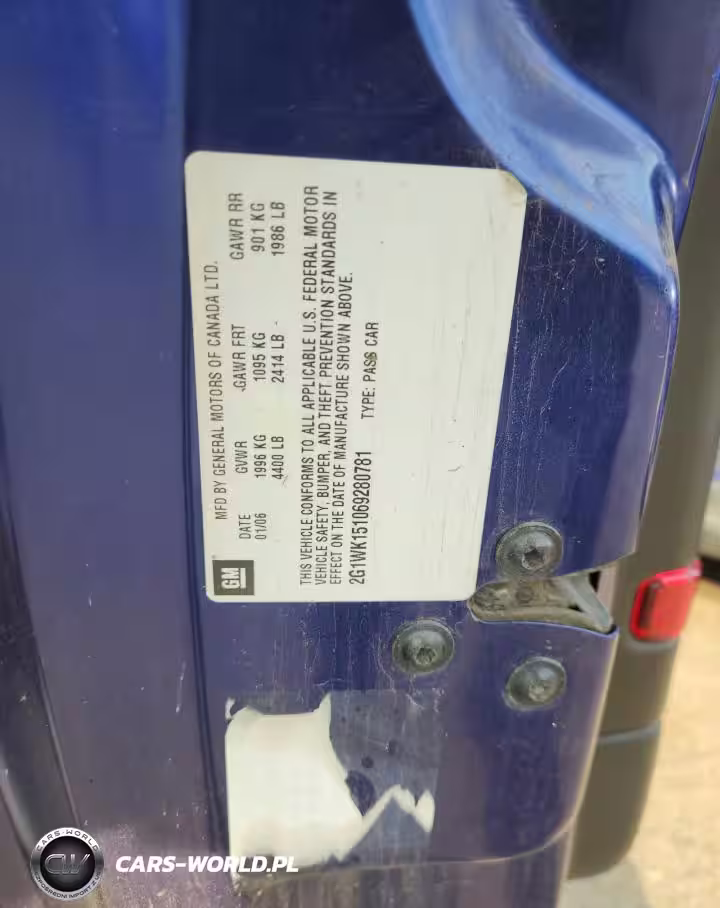 MFD BY GENERAL MOTORS OF CANADA LTD.
DATE GVWR GAWR FRT GAWR RR
01/06 1996 KG 1095 KG 901 KG
4400 LB 2414 LB 1986 LB
THIS VEHICLE CONFORMS TO ALL APPLICABLE U.S. FEDERAL MOTOR
VEHICLE SAFETY, BUMPER, AND THEFT PREVENTION STANDARDS IN
EFFECT ON THE DATE OF MANUFACTURE SHOWN ABOVE.
2G1WK151069280781 TYPE: PASS CAR
GM
CARS-WORLD
CW
CARS-WORLD.PL